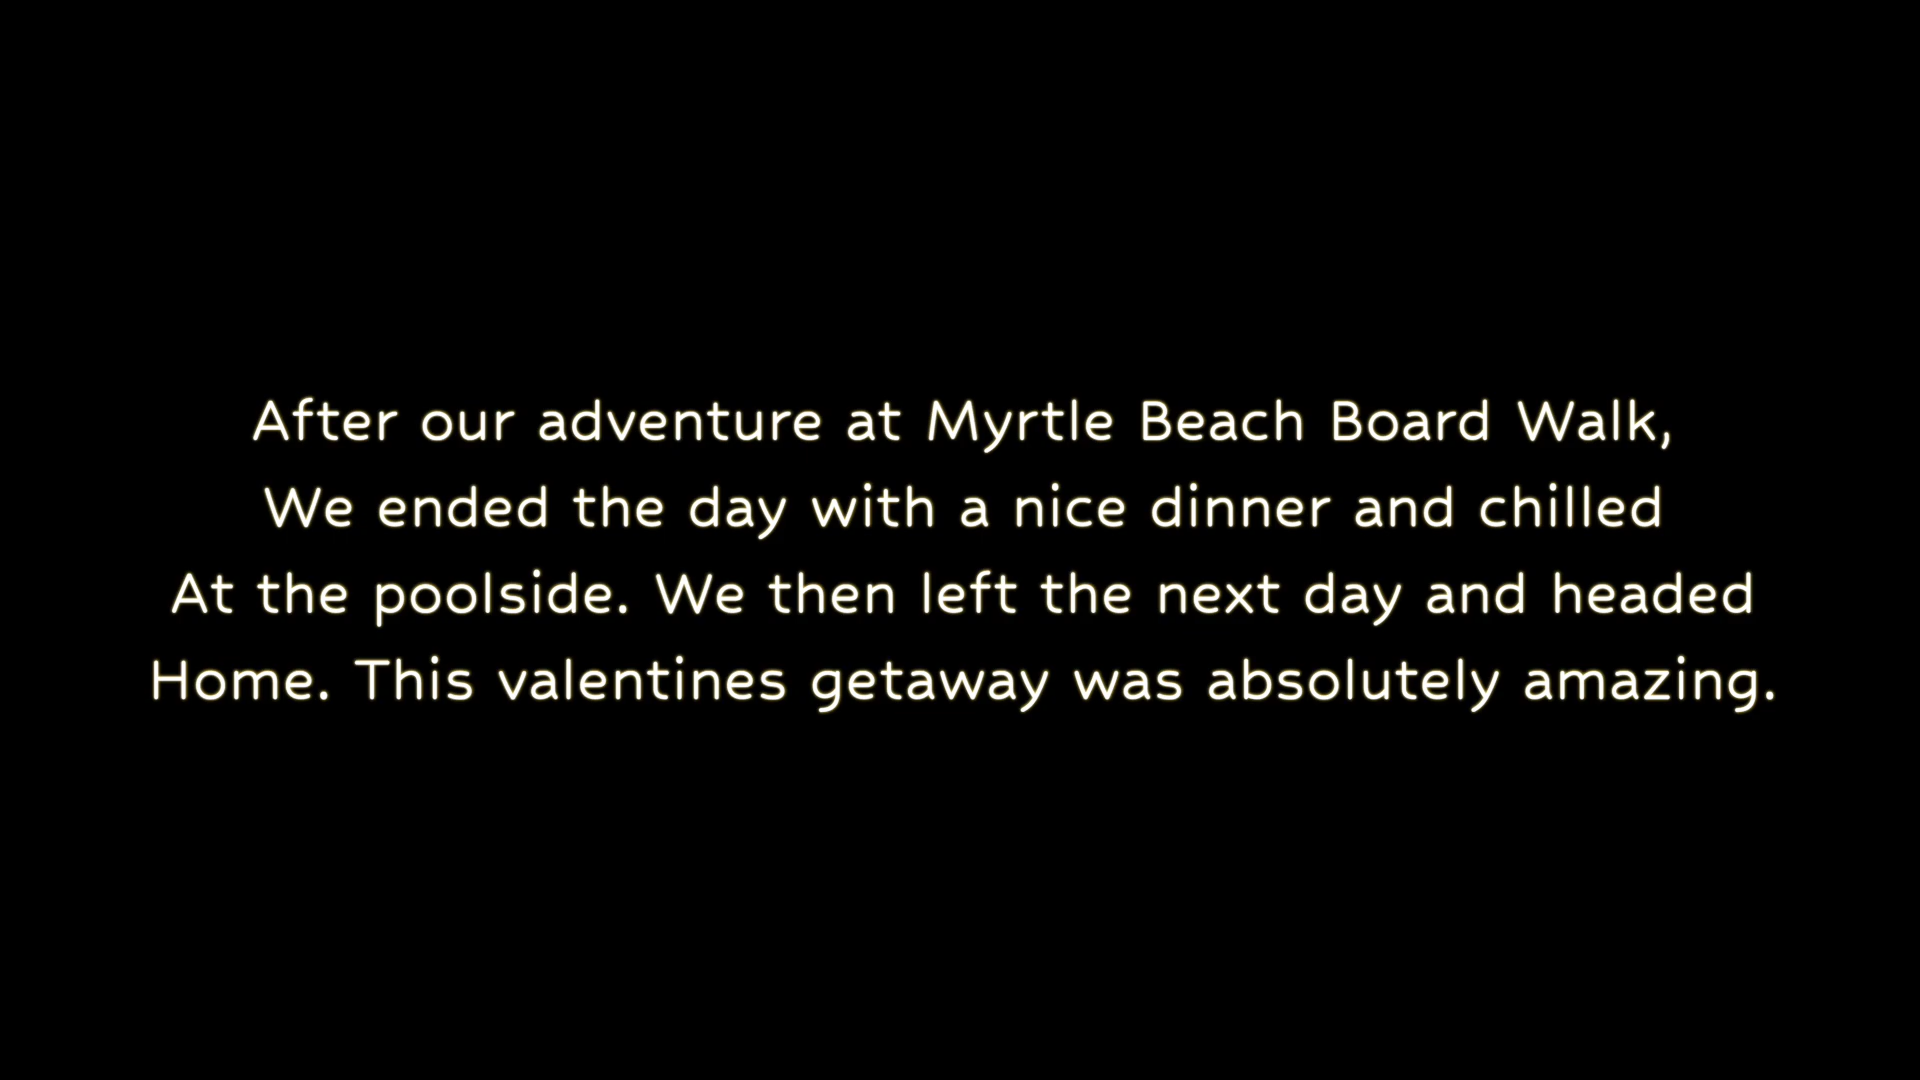 After our adventure at Myrtle Beach Board Walk,
We ended the day with a nice dinner and chilled
At the poolside. We then left the next day and headed
Home. This valentines getaway was absolutely amazing.